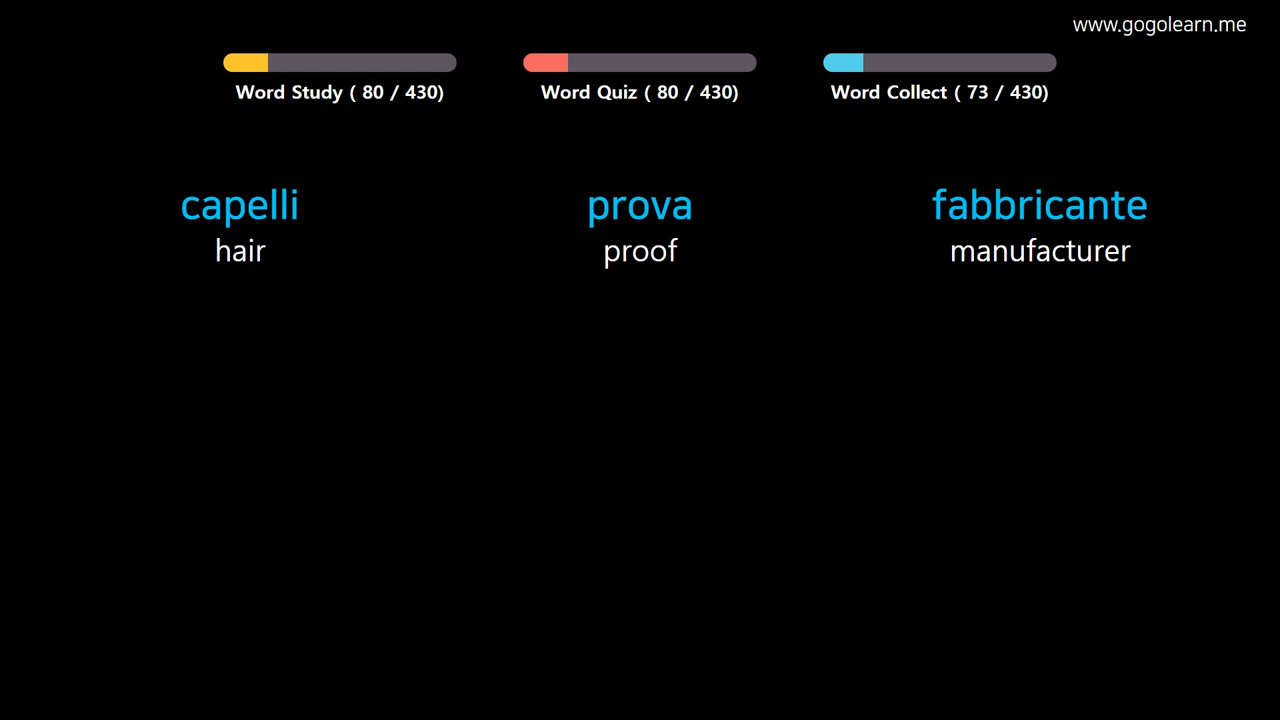 www.gogolearn.me
Word Study ( 80 / 430)
Word Quiz ( 80 / 430)
Word Collect ( 73 / 430)
capelli
hair
prova
proof
fabbricante
manufacturer